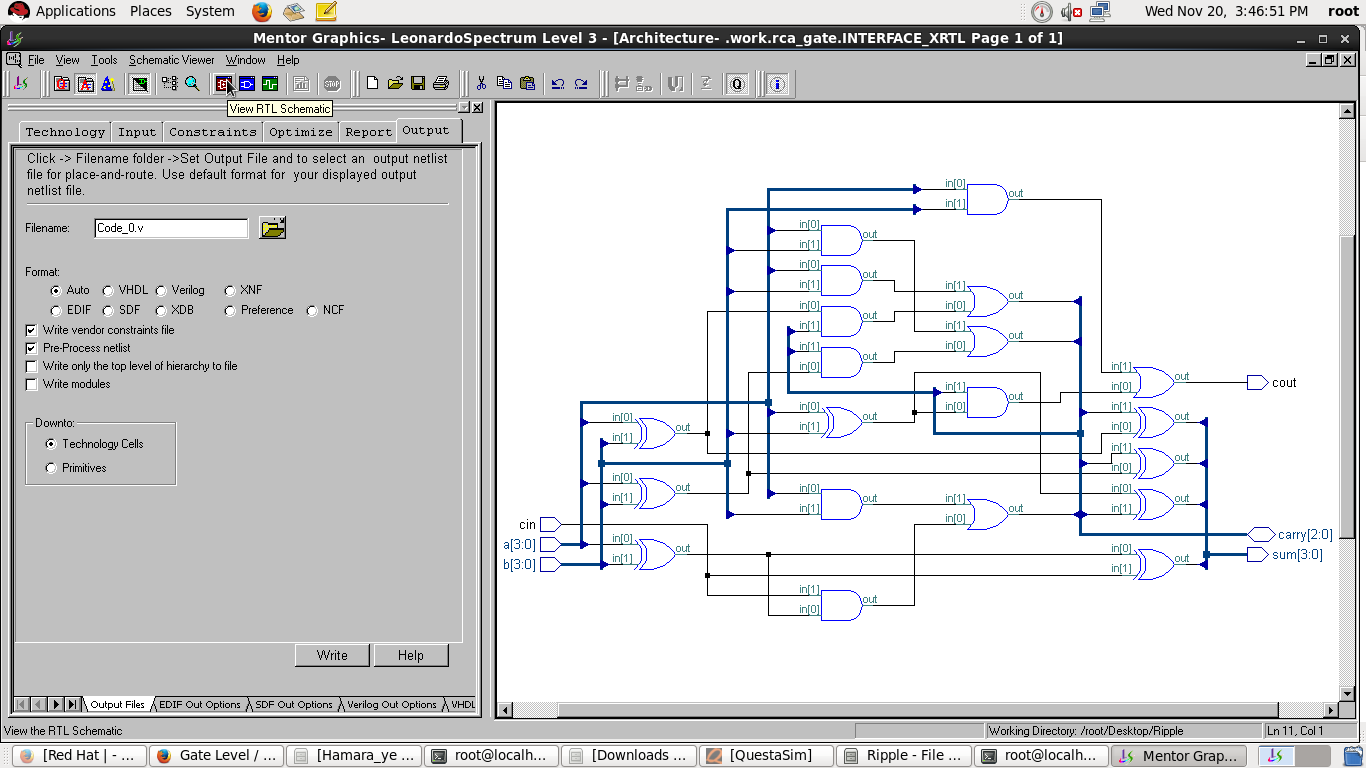 Applications Places System Wed Nov 20, 3:46:51 PM root
Mentor Graphics- LeonardoSpectrum Level 3 - [Architecture- .work.rca_gate.INTERFACE_XRTL Page 1 of 1]
File View Tools Schematic Viewer Window Help
View RTL Schematic
Technology Input Constraints Optimize Report Output
Click -> Filename folder ->Set Output File and to select an output netlist
file for place-and-route. Use default format for your displayed output
netlist file.
Filename: Code_0.v
Format:
Auto VHDL Verilog XNF
EDIF SDF XDB Preference NCF
Write vendor constraints file
Pre-Process netlist
Write only the top level of hierarchy to file
Write modules
Downto:
Technology Cells
Primitives
Write Help
Output Files EDIF Out Options SDF Out Options Verilog Out Options VHDL
in[0]
in[1] out
in[0]
in[1] out
in[0]
in[1] out
in[0]
in[1] out
in[1]
in[0] out
in[1]
in[0] out
in[1]
in[0] out
in[1]
in[0] out
in[1]
in[0] out
cout
in[0]
in[1] out
in[1]
in[0] out
in[0]
in[1] out
in[1]
in[0] out
in[0]
in[1] out
in[0]
in[1] out
in[1]
in[0] out
in[0]
in[1] out
cin
a[3:0]
b[3:0]
in[0]
in[1] out
in[0]
in[1] out
in[1]
in[0] out
carry[2:0]
sum[3:0]
View the RTL Schematic Working Directory: /root/Desktop/Ripple Ln 11, Col 1
[Red Hat | - ... Gate Level / ... [Hamara_ye ... root@localh... [Downloads ... [QuestaSim] Ripple - File ... root@localh... Mentor Grap...